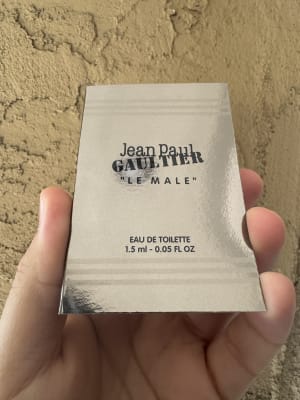 Jean Paul
GAULTIER
"LE MALE"
EAU DE TOILETTE
1.5 ml - 0.05 FL OZ